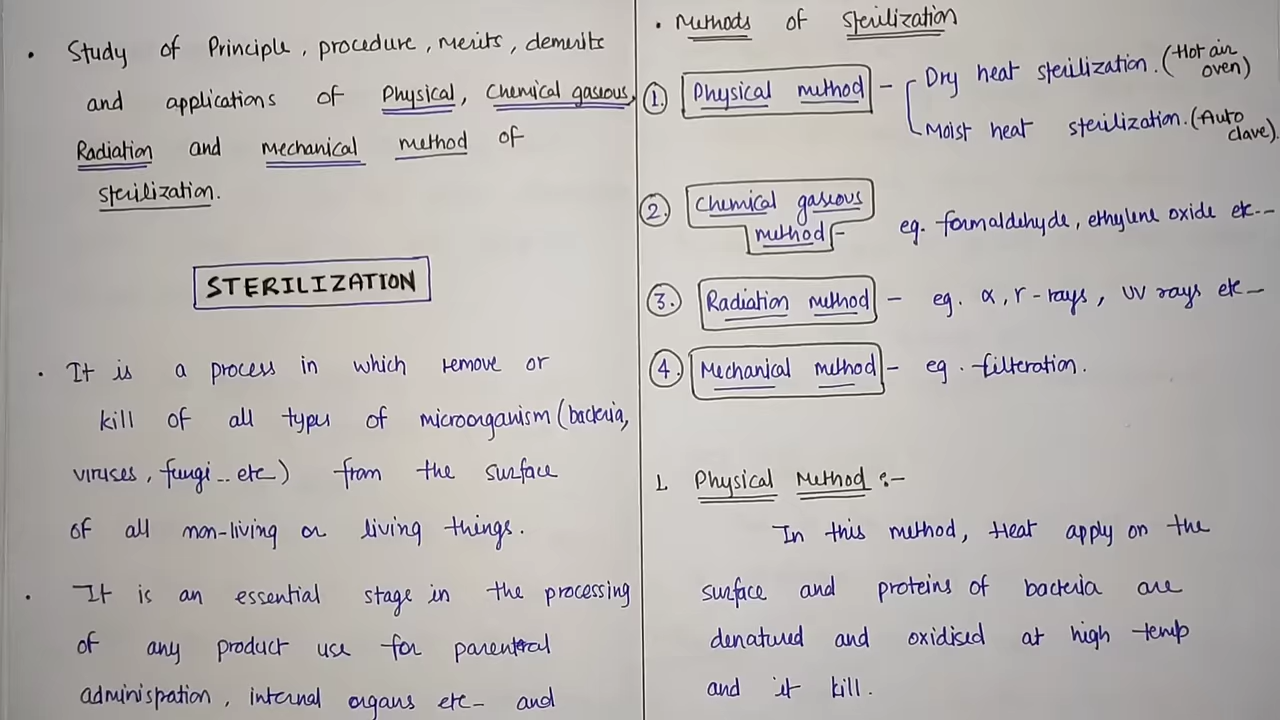 • Study of Principle, procedure, merits, demerits
and applications of Physical, Chemical gaseous,
Radiation and mechanical method of
sterilization.
STERILIZATION
• It is a process in which remove or
kill of all types of microorganism (bacteria,
viruses, fungi .. etc) from the surface
of all non-living or living things.
• It is an essential stage in the processing
of any product use for parentral
administpation, internal organs etc- and
• Methods of Sterilization
1. Physical method - Dry heat sterilization. (Hot air oven)
Moist heat sterilization. (Auto clave).
2. Chemical gaseous
method - eg. formaldehyde, ethylene oxide etc--
3. Radiation method - eg. α, r-rays, UV rays etc-
4. Mechanical method - eg. filteration.
1. Physical Method :-
In this method, Heat apply on the
surface and proteins of bacteria are
denatured and oxidised at high temp
and it kill.